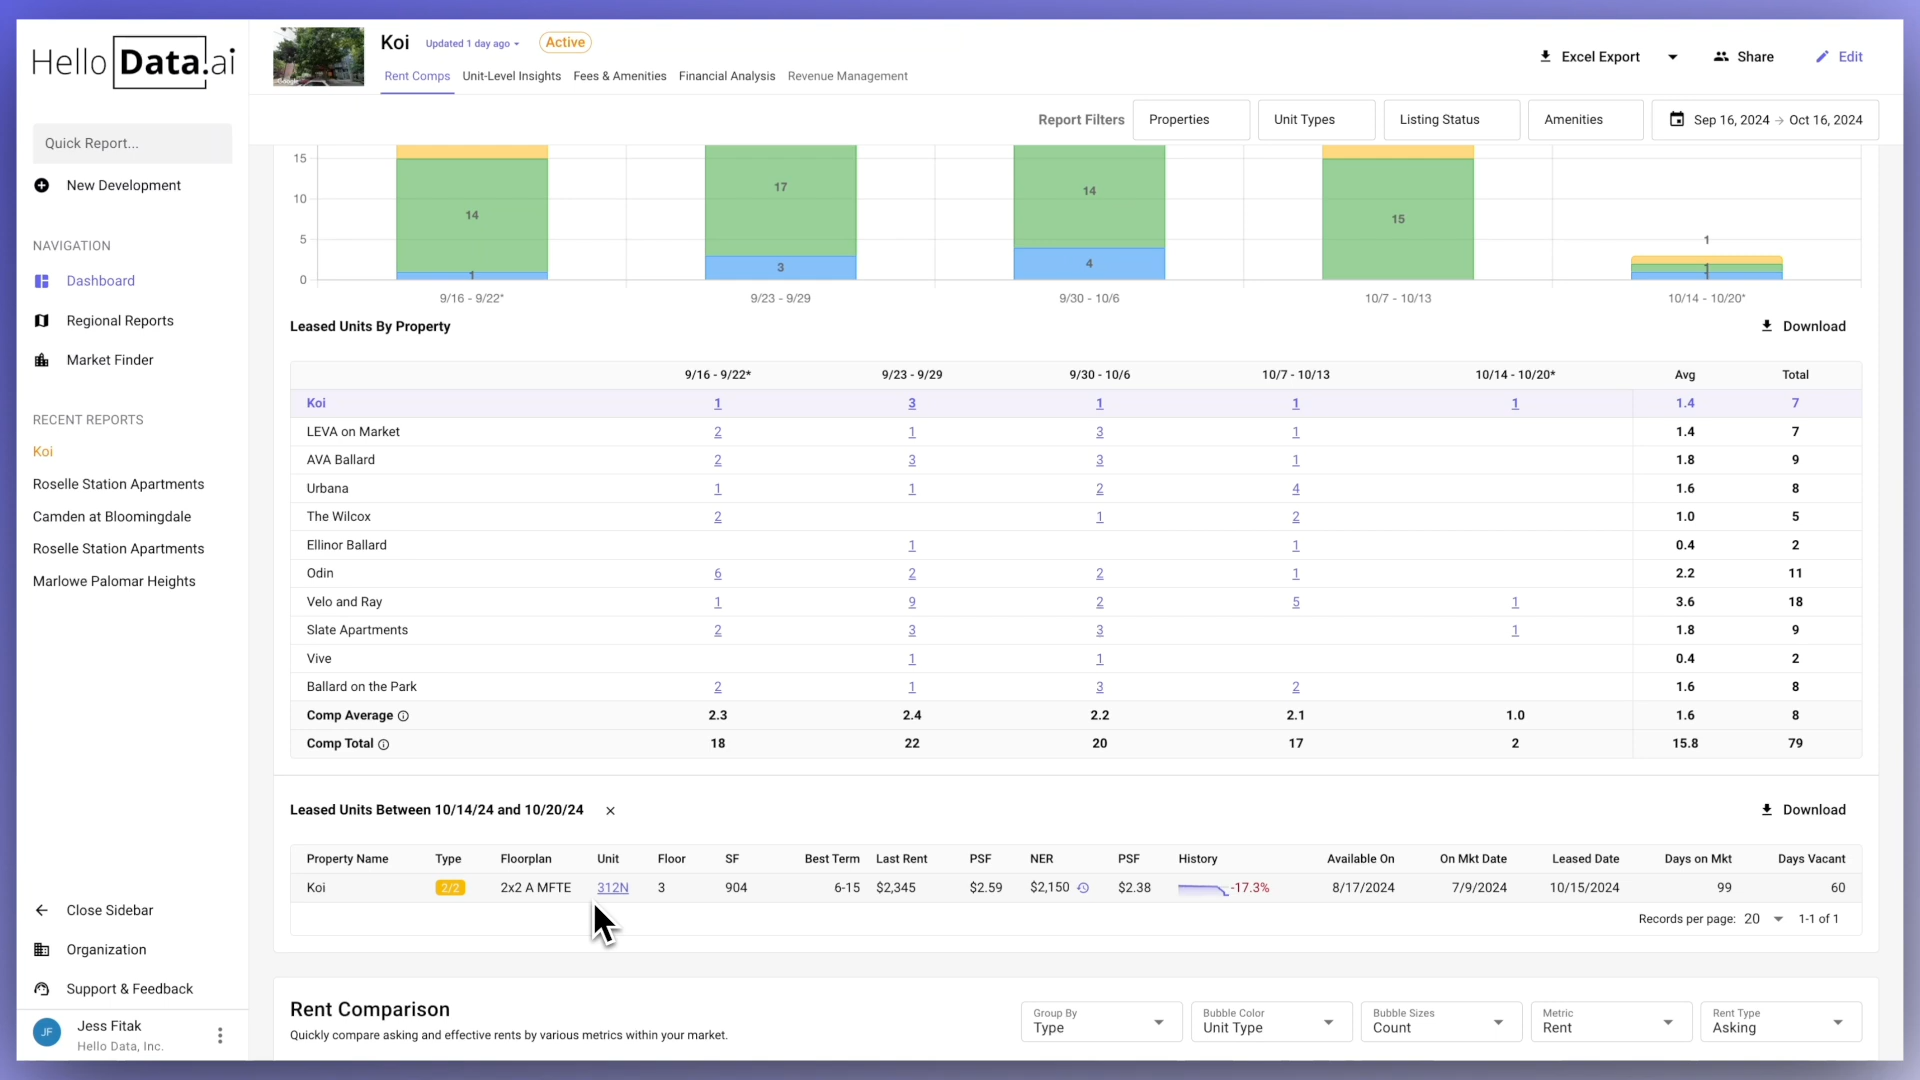 Hello Data.ai
Quick Report...
New Development
NAVIGATION
Dashboard
Regional Reports
Market Finder
RECENT REPORTS
Koi
Roselle Station Apartments
Camden at Bloomingdale
Roselle Station Apartments
Marlowe Palomar Heights
Close Sidebar
Organization
Support & Feedback
JF
Jess Fitak
Hello Data, Inc.
Google
Koi Updated 1 day ago Active
Rent Comps Unit-Level Insights Fees & Amenities Financial Analysis Revenue Management
Excel Export Share Edit
Report Filters Properties Unit Types Listing Status Amenities Sep 16, 2024 → Oct 16, 2024
15
10
5
0
14 17 14 15 1
1 3 4
9/16 - 9/22* 9/23 - 9/29 9/30 - 10/6 10/7 - 10/13 10/14 - 10/20*
Leased Units By Property Download
9/16 - 9/22* 9/23 - 9/29 9/30 - 10/6 10/7 - 10/13 10/14 - 10/20* Avg Total
Koi 1 3 1 1 1 1.4 7
LEVA on Market 2 1 3 1 1.4 7
AVA Ballard 2 3 3 1 1.8 9
Urbana 1 1 2 4 1.6 8
The Wilcox 2 1 2 1.0 5
Ellinor Ballard 1 1 0.4 2
Odin 6 2 2 1 2.2 11
Velo and Ray 1 9 2 5 1 3.6 18
Slate Apartments 2 3 3 1 1.8 9
Vive 1 1 0.4 2
Ballard on the Park 2 1 3 2 1.6 8
Comp Average 2.3 2.4 2.2 2.1 1.0 1.6 8
Comp Total 18 22 20 17 2 15.8 79
Leased Units Between 10/14/24 and 10/20/24 Download
Property Name Type Floorplan Unit Floor SF Best Term Last Rent PSF NER PSF History Available On On Mkt Date Leased Date Days on Mkt Days Vacant
Koi 2/2 2x2 A MFTE 312N 3 904 6-15 $2,345 $2.59 $2,150 $2.38 -17.3% 8/17/2024 7/9/2024 10/15/2024 99 60
Records per page: 20 1-1 of 1
Rent Comparison
Quickly compare asking and effective rents by various metrics within your market.
Group By Bubble Color Bubble Sizes Metric Rent Type
Type Unit Type Count Rent Asking